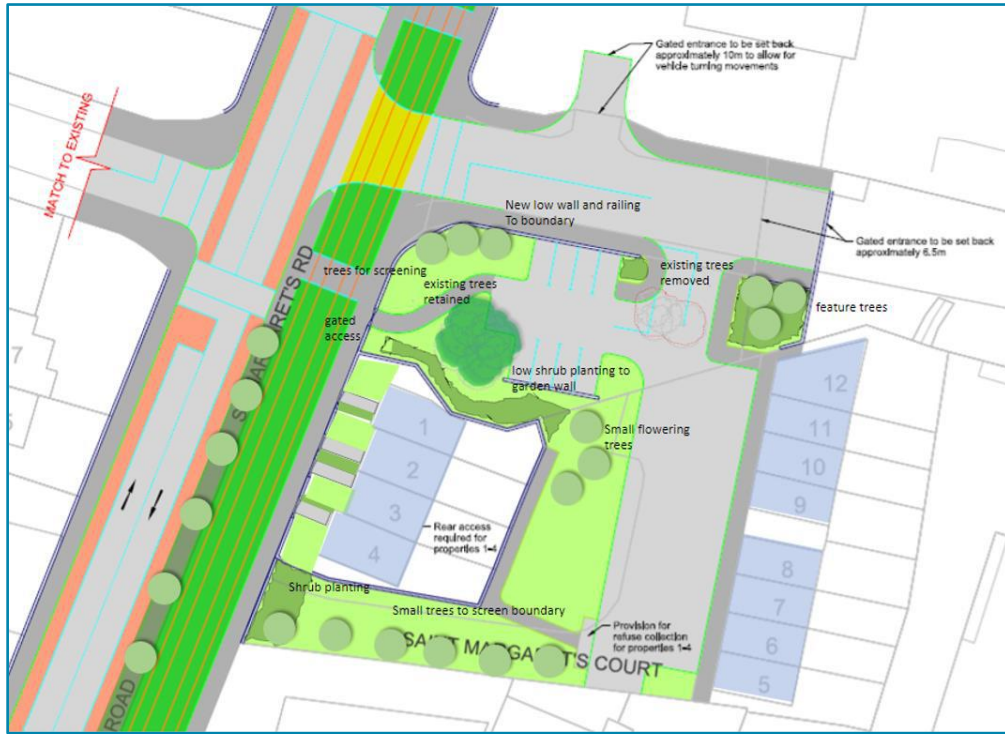 Gated entrance to be set back
approximately 10m to allow for
vehicle turning movements
MATCH TO EXISTING
New low wall and railing
To boundary
Gated entrance to be set back
approximately 6.5m
trees for screening
existing trees
retained
existing trees
removed
feature trees
gated
access
low shrub planting to
garden wall
Small flowering
trees
1
2
3
4
Rear access
required for
properties 1-4
12
11
10
9
8
7
6
5
Shrub planting
Small trees to screen boundary
Provision for
refuse collection
for properties 1-4
SAINT MARGARET'S COURT
RET'S RD
ROAD